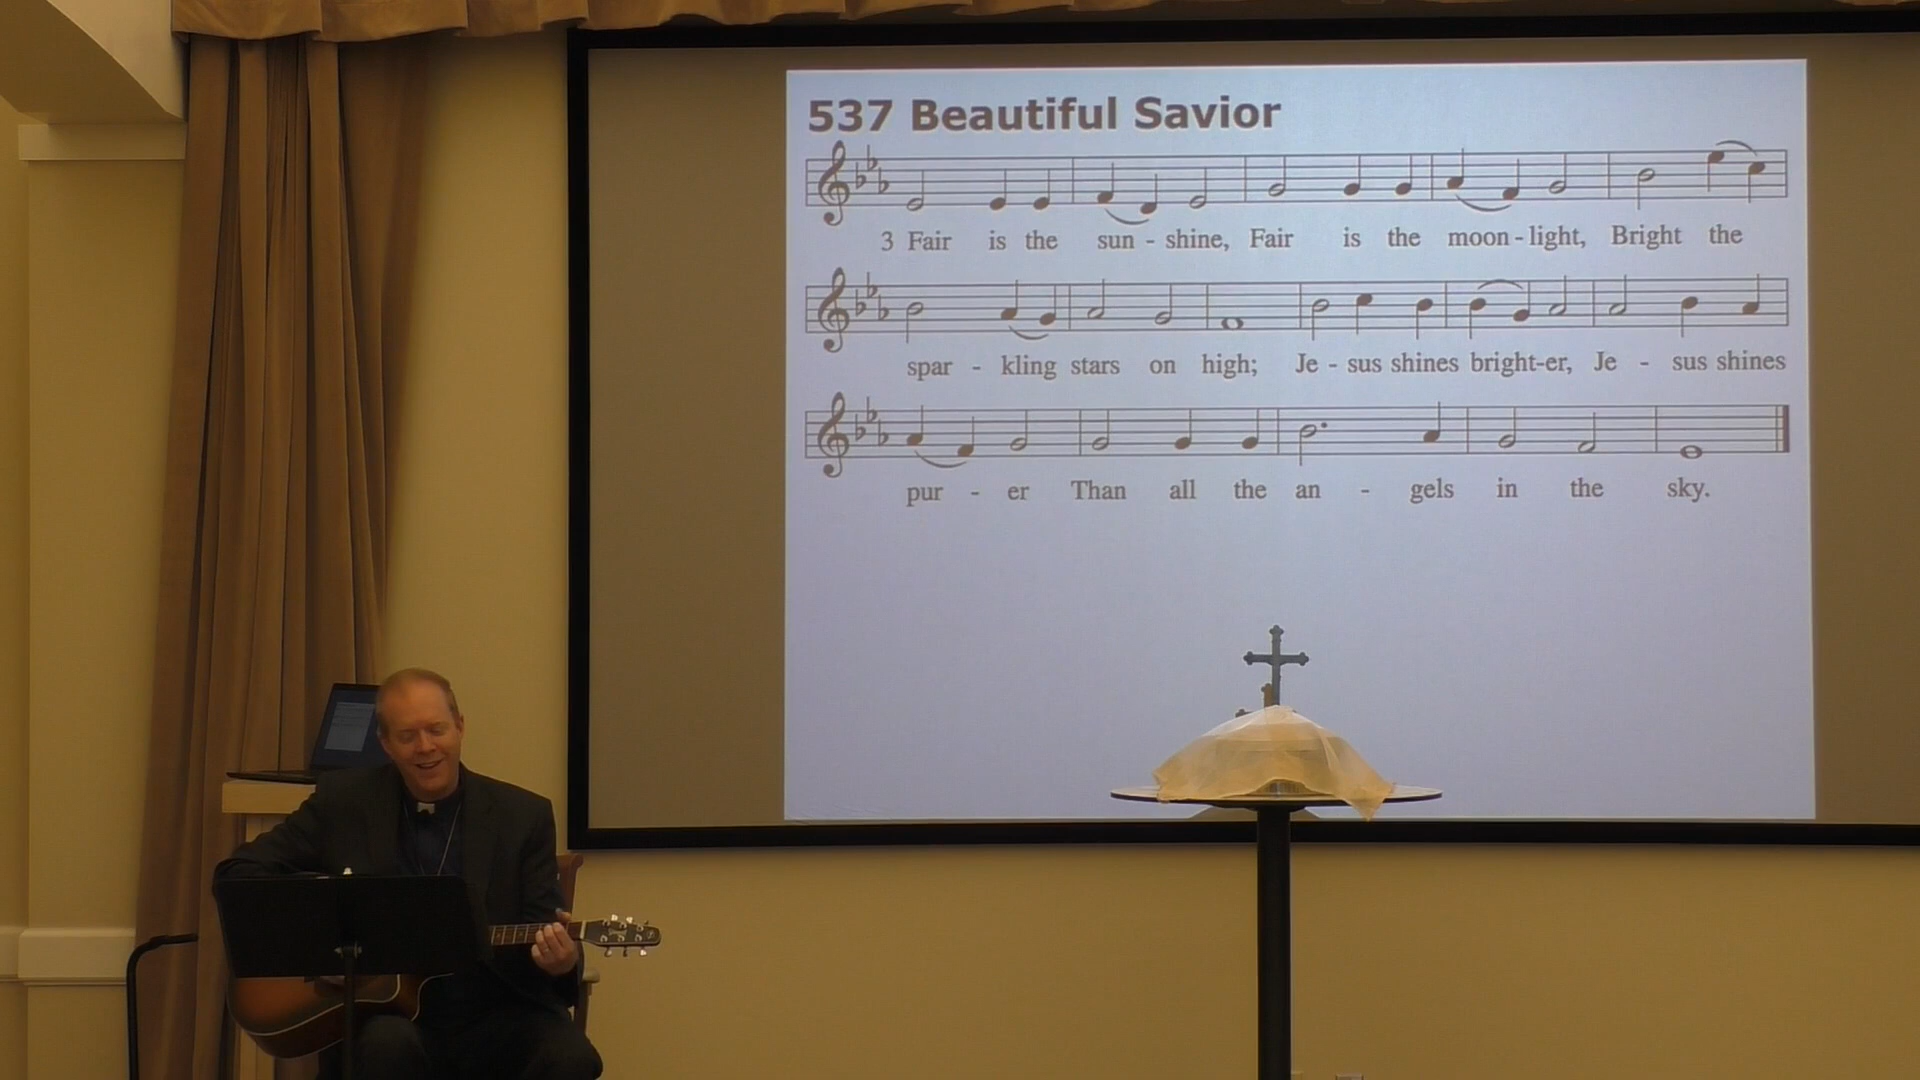 537 Beautiful Savior
3 Fair is the sun - shine, Fair is the moon - light, Bright the
spar - kling stars on high; Je - sus shines bright-er, Je - sus shines
pur - er Than all the an - gels in the sky.